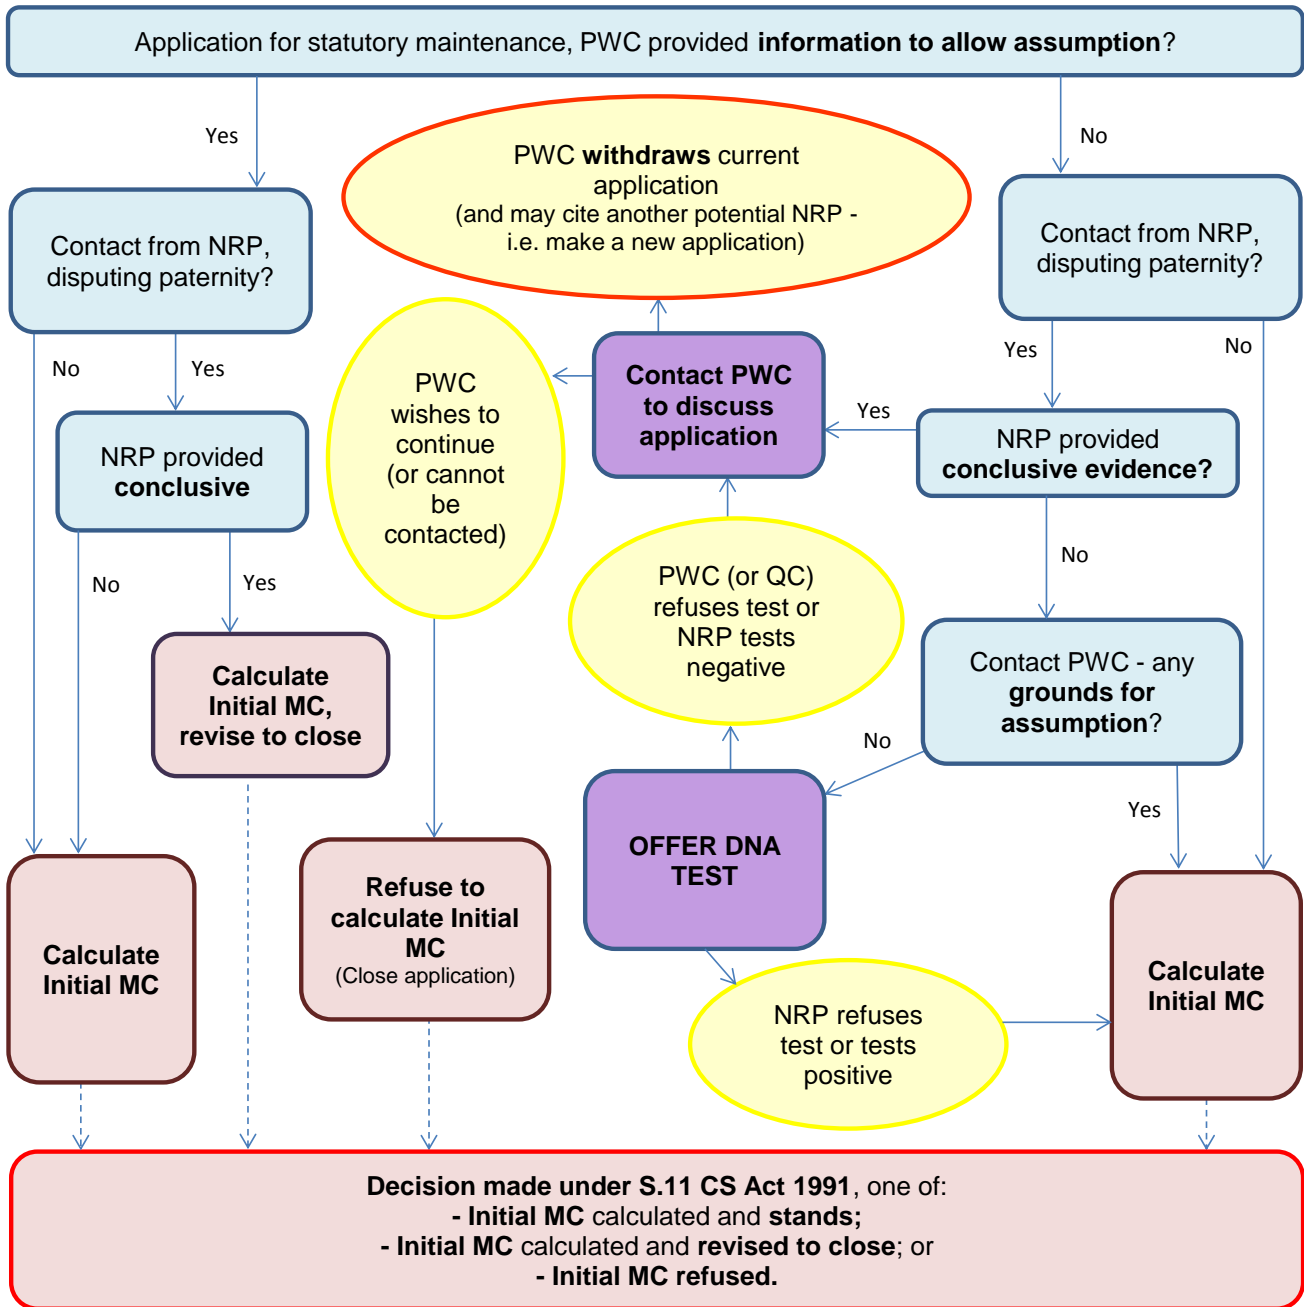 Application for statutory maintenance, PWC provided information to allow assumption?
Yes
No
PWC withdraws current
application
(and may cite another potential NRP -
i.e. make a new application)
Contact from NRP,
disputing paternity?
Contact from NRP,
disputing paternity?
No
Yes
Yes
No
PWC
wishes to
continue
(or cannot
be
contacted)
Contact PWC
to discuss
application
Yes
NRP provided
conclusive
NRP provided
conclusive evidence?
No
Yes
No
PWC (or QC)
refuses test or
NRP tests
negative
Calculate
Initial MC,
revise to close
Contact PWC - any
grounds for
assumption?
No
Yes
OFFER DNA
TEST
Refuse to
calculate Initial
MC
(Close application)
Calculate
Initial MC
Calculate
Initial MC
NRP refuses
test or tests
positive
Decision made under S.11 CS Act 1991, one of:
- Initial MC calculated and stands;
- Initial MC calculated and revised to close; or
- Initial MC refused.